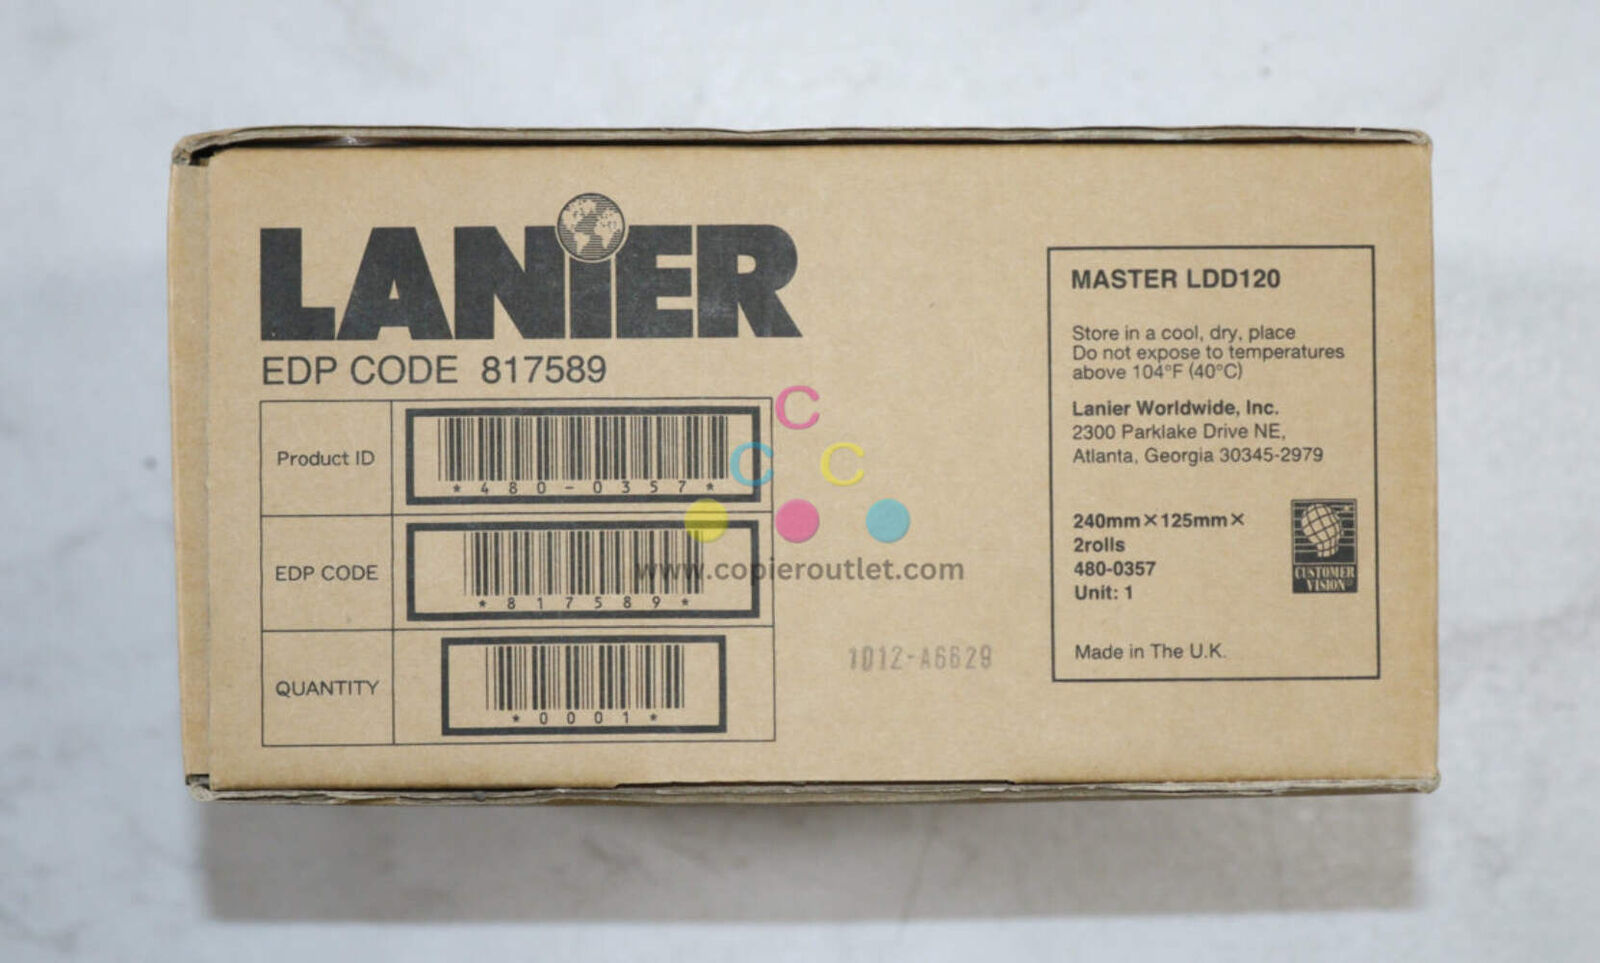 LANIER
EDP CODE 817589
Product ID
*480-0357*
EDP CODE
*817589*
QUANTITY
*0001*
MASTER LDD120
Store in a cool, dry, place
Do not expose to temperatures
above 104°F (40°C)
Lanier Worldwide, Inc.
2300 Parklake Drive NE,
Atlanta, Georgia 30345-2979
240mm×125mm×
2rolls
480-0357
Unit: 1
CUSTOMER
VISION
Made in The U.K.
1012-A6629
C
C C
www.copieroutlet.com